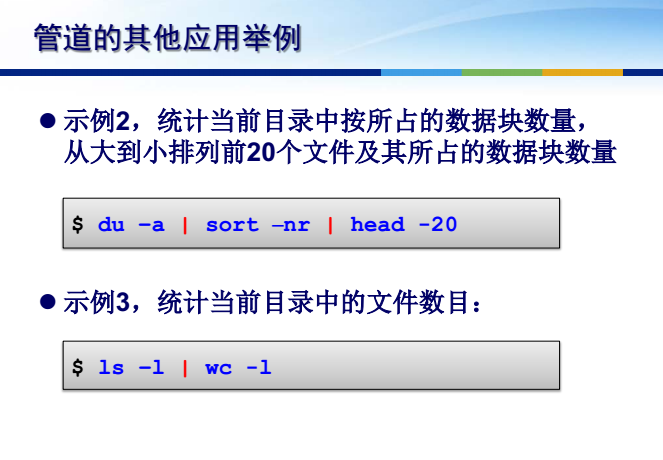 管道的其他应用举例
● 示例2，统计当前目录中按所占的数据块数量，
从大到小排列前20个文件及其所占的数据块数量
$ du –a | sort –nr | head -20
● 示例3，统计当前目录中的文件数目：
$ ls –l | wc -l